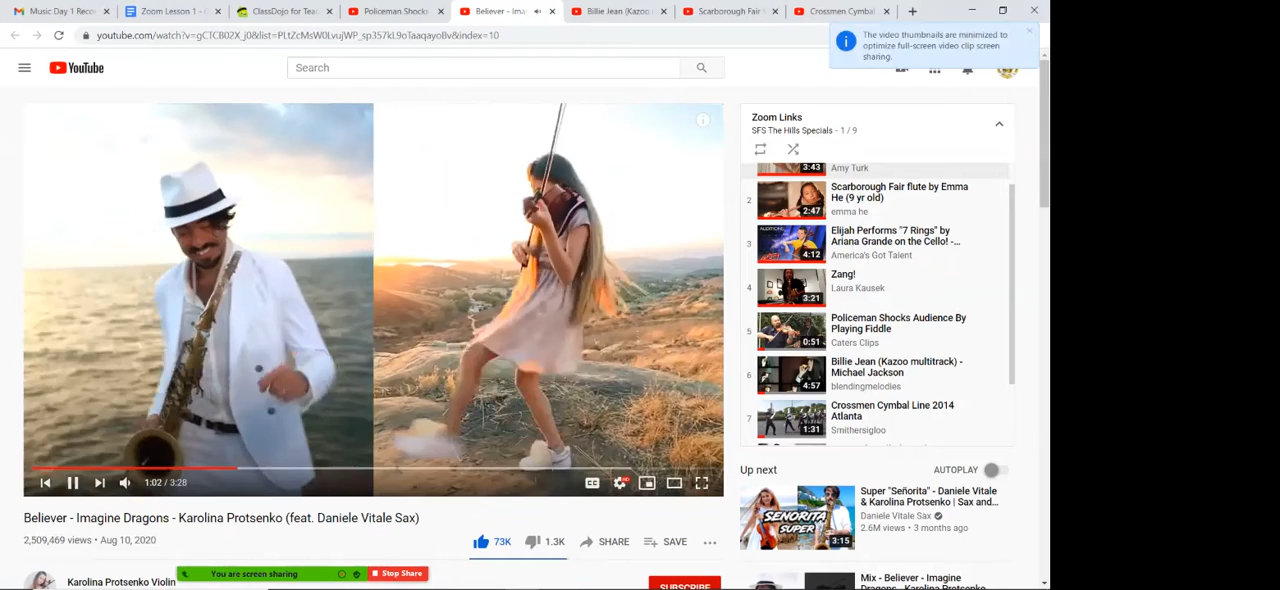 Music Day 1 Reco
Zoom Lesson 1 - G
ClassDojo for Tea
Policeman Shocks
Believer - Ima
Billie Jean (Kazoo
Scarborough Fair
Crossmen Cymbal
youtube.com/watch?v=gCTCB02X_j0&list=PLtZcMsW0LvujWP_sp357kL9oTaaqayoBv&index=10
The video thumbnails are minimized to
optimize full-screen video clip screen
sharing.
YouTube
Search
Zoom Links
SFS The Hills Specials - 1 / 9
3:43
Amy Turk
2
2:47
Scarborough Fair flute by Emma
He (9 yr old)
emma he
3
4:12
Elijah Performs "7 Rings" by
Ariana Grande on the Cello! -...
America's Got Talent
4
3:21
Zang!
Laura Kausek
5
0:51
Policeman Shocks Audience By
Playing Fiddle
Caters Clips
6
4:57
Billie Jean (Kazoo multitrack) -
Michael Jackson
blendingmelodies
7
1:31
Crossmen Cymbal Line 2014
Atlanta
Smithersigloo
1:02 / 3:28
CC
HD
Believer - Imagine Dragons - Karolina Protsenko (feat. Daniele Vitale Sax)
2,509,469 views • Aug 10, 2020
73K
1.3K
SHARE
SAVE
Up next
AUTOPLAY
SEÑORITA
SUPER
3:15
Super "Señorita" - Daniele Vitale
& Karolina Protsenko | Sax and...
Daniele Vitale Sax
2.6M views • 3 months ago
Mix - Believer - Imagine
Dragons - Karolina Protsenko
Karolina Protsenko Violin
You are screen sharing
Stop Share
SUBSCRIBE